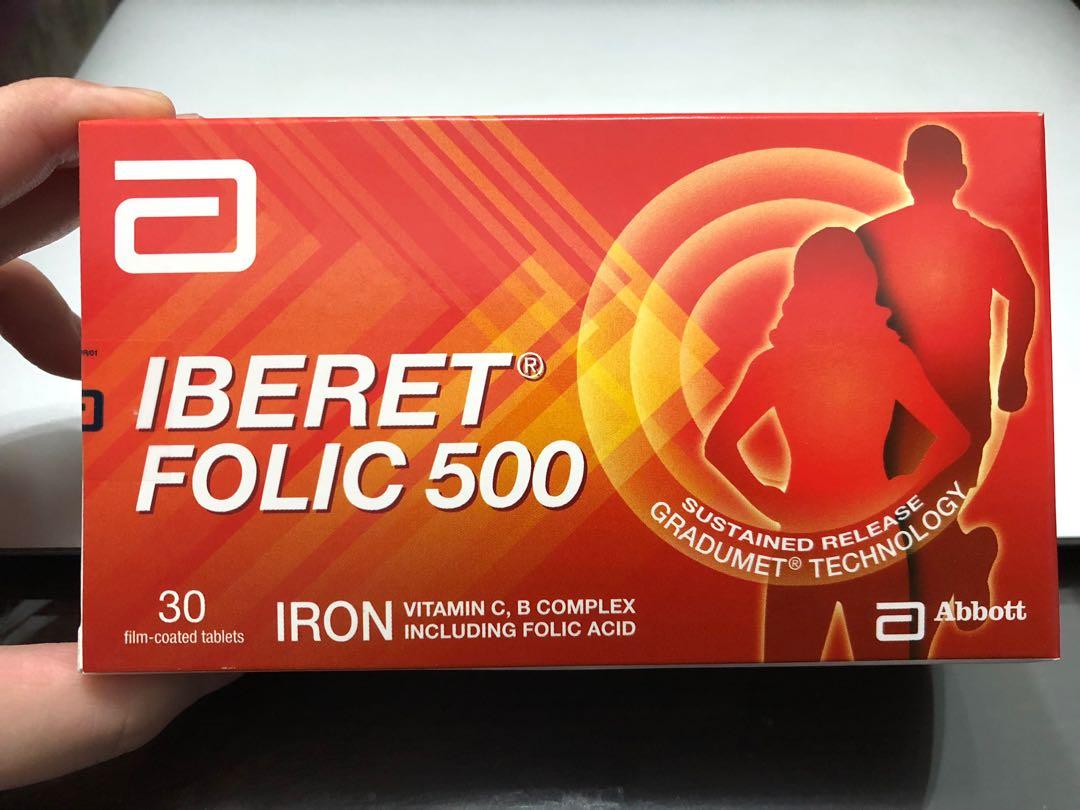 IBERET®
FOLIC 500
SUSTAINED RELEASE
GRADUMET® TECHNOLOGY
30
film-coated tablets
IRON
VITAMIN C, B COMPLEX
INCLUDING FOLIC ACID
Abbott